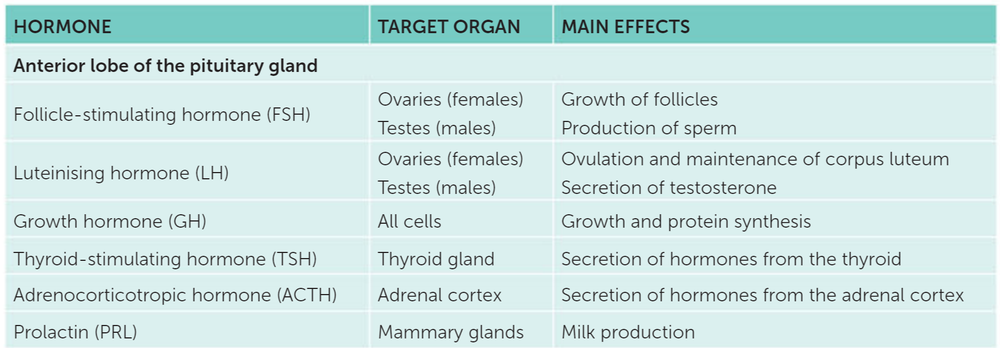 HORMONE TARGET ORGAN MAIN EFFECTS
Anterior lobe of the pituitary gland
Follicle-stimulating hormone (FSH)
Ovaries (females) Growth of follicles
Testes (males) Production of sperm
Luteinising hormone (LH)
Ovaries (females) Ovulation and maintenance of corpus luteum
Testes (males) Secretion of testosterone
Growth hormone (GH) All cells Growth and protein synthesis
Thyroid-stimulating hormone (TSH) Thyroid gland Secretion of hormones from the thyroid
Adrenocorticotropic hormone (ACTH) Adrenal cortex Secretion of hormones from the adrenal cortex
Prolactin (PRL) Mammary glands Milk production